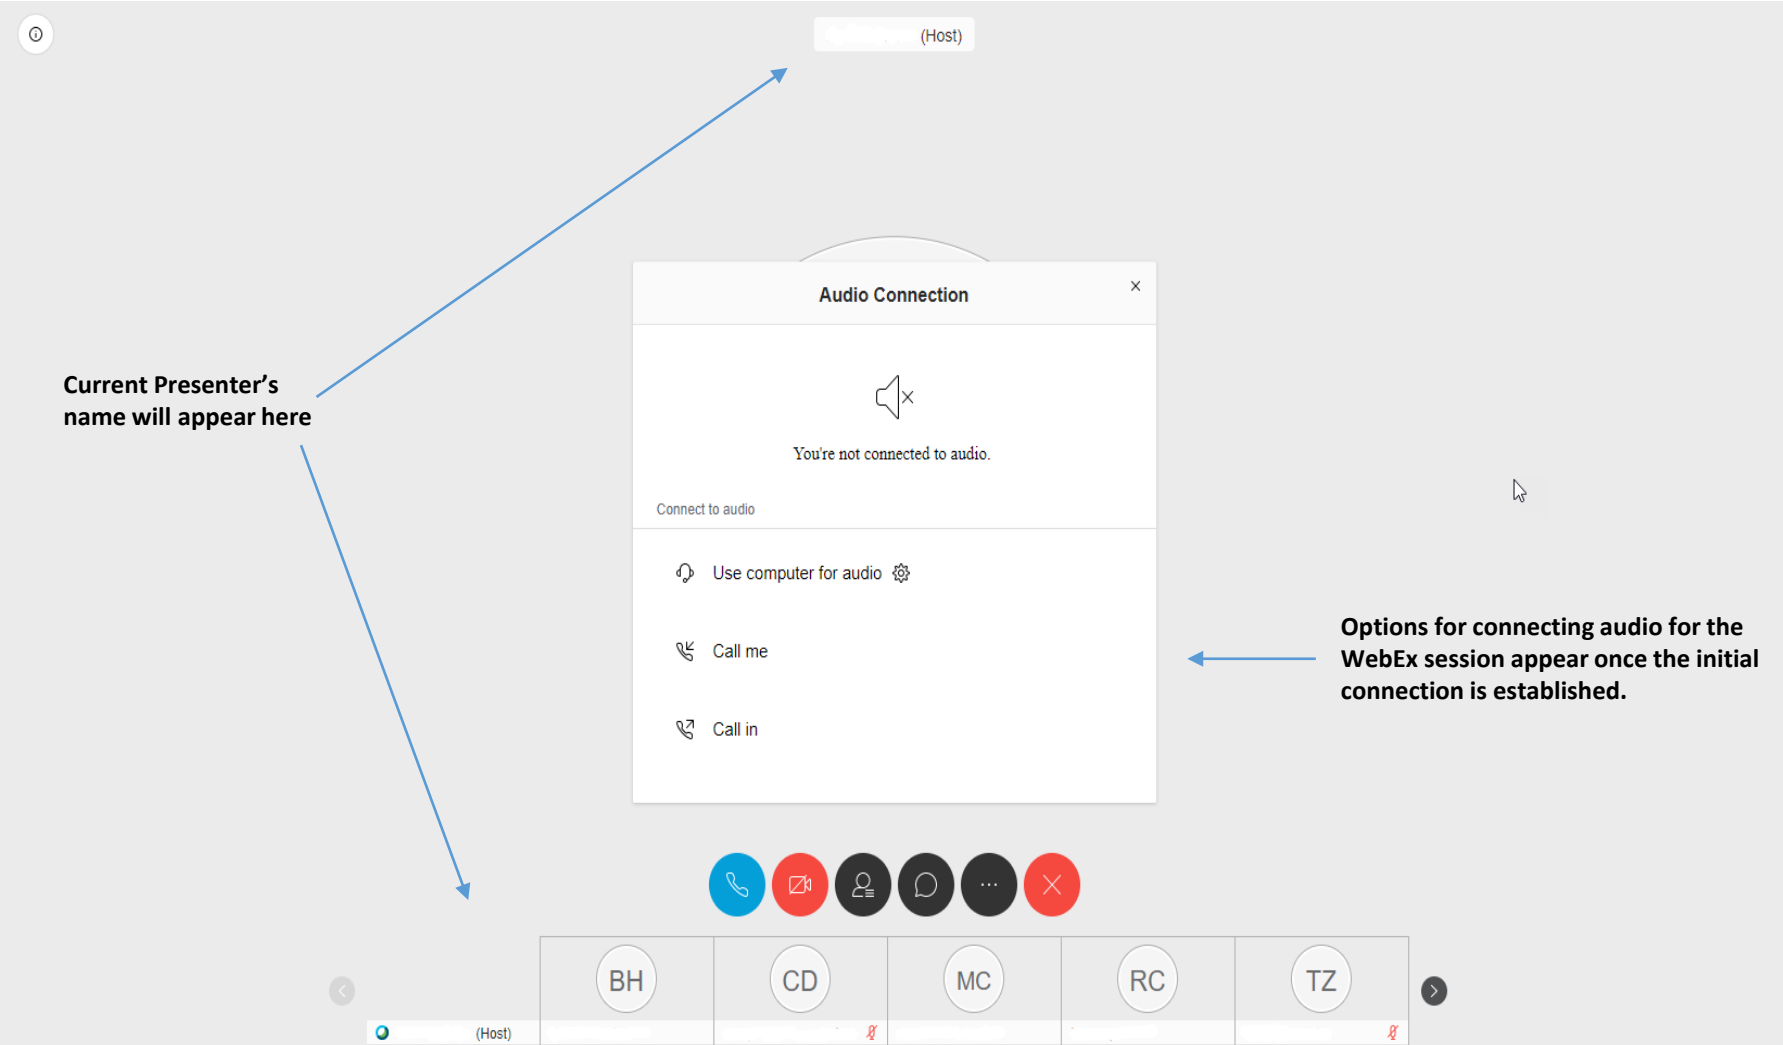 (Host)
Audio Connection
Current Presenter's
name will appear here
You're not connected to audio.
Connect to audio
Use computer for audio
Call me
Call in
Options for connecting audio for the
WebEx session appear once the initial
connection is established.
BH
CD
MC
RC
TZ
(Host)